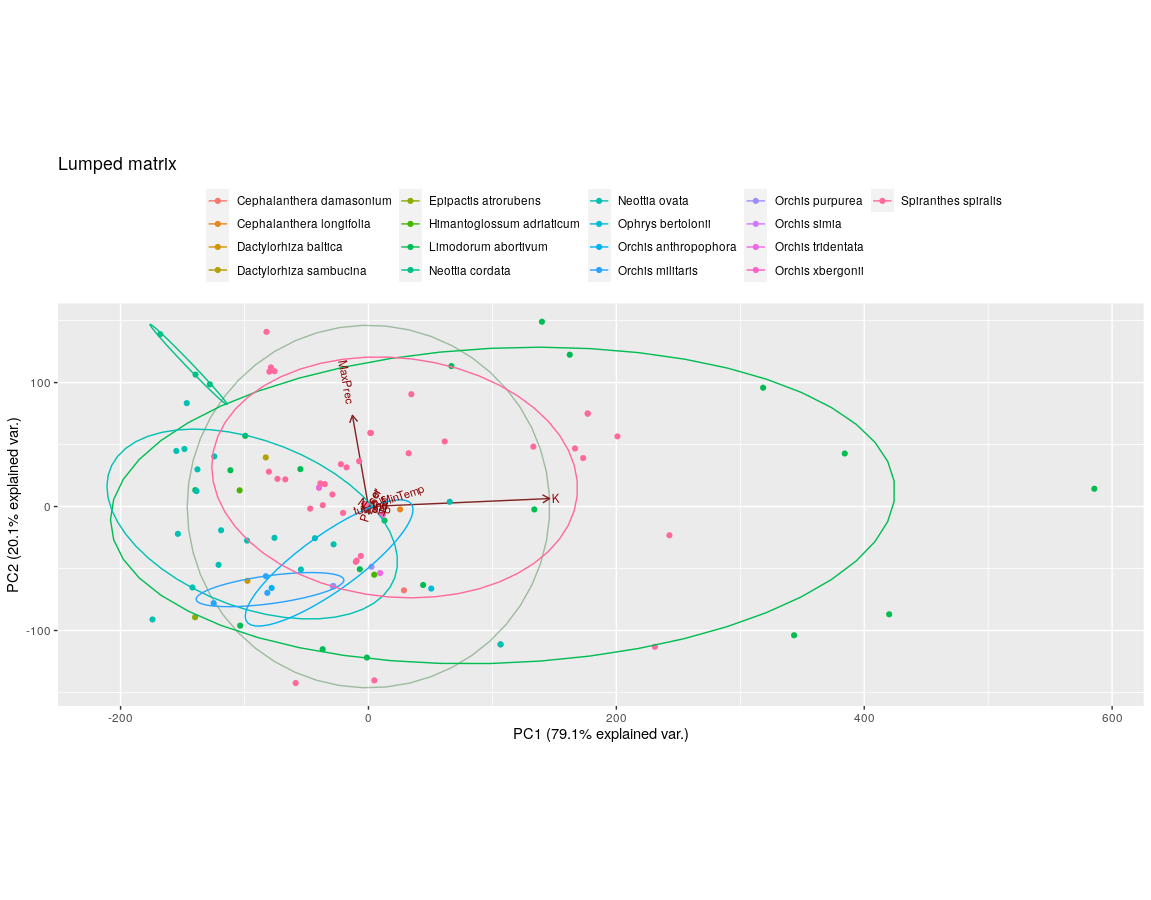 Lumped matrix
Cephalanthera damasonium Epipactis atrorubens Neottia ovata Orchis purpurea Spiranthes spiralis
Cephalanthera longifolia Himantoglossum adriaticum Ophrys bertolonii Orchis simia
Dactylorhiza baltica Limodorum abortivum Orchis anthropophora Orchis tridentata
Dactylorhiza sambucina Neottia cordata Orchis militaris Orchis xbergonii
MaxPrec
MinTemp
K
100
0
-100
-200 0 200 400 600
PC1 (79.1% explained var.)
PC2 (20.1% explained var.)